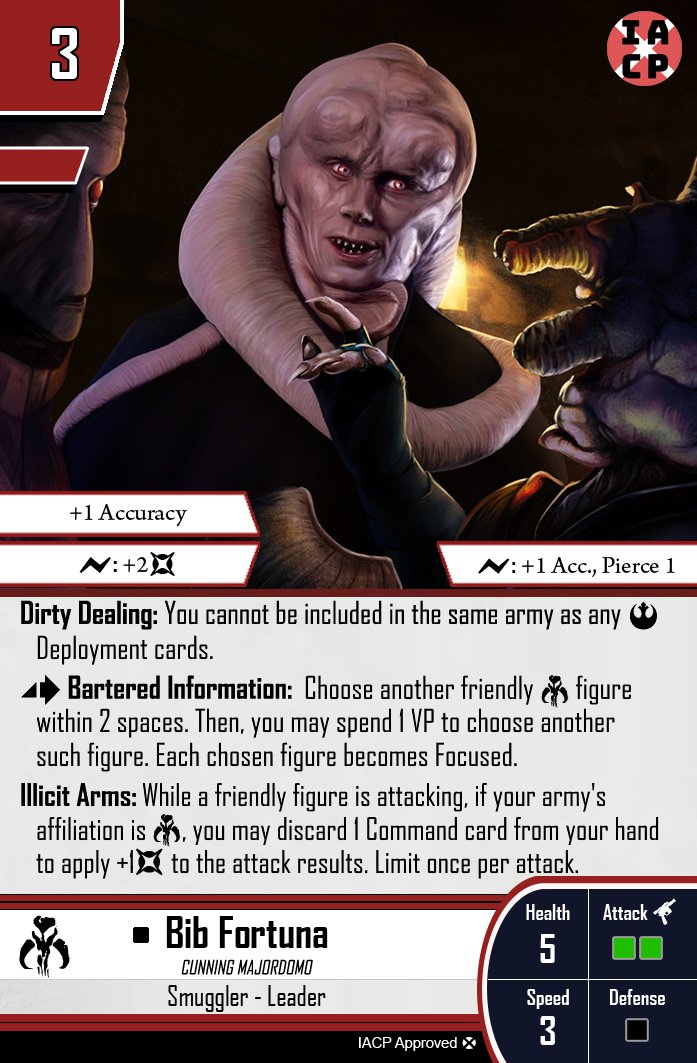 3
IA
CP
+1 Accuracy
: +2
: +1 Acc., Pierce 1
Dirty Dealing: You cannot be included in the same army as any
Deployment cards.
Bartered Information: Choose another friendly figure
within 2 spaces. Then, you may spend 1 VP to choose another
such figure. Each chosen figure becomes Focused.
Illicit Arms: While a friendly figure is attacking, if your army's
affiliation is , you may discard 1 Command card from your hand
to apply +1 to the attack results. Limit once per attack.
Bib Fortuna
CUNNING MAJORDOMO
Smuggler - Leader
Health
5
Attack
Speed
3
Defense
IACP Approved